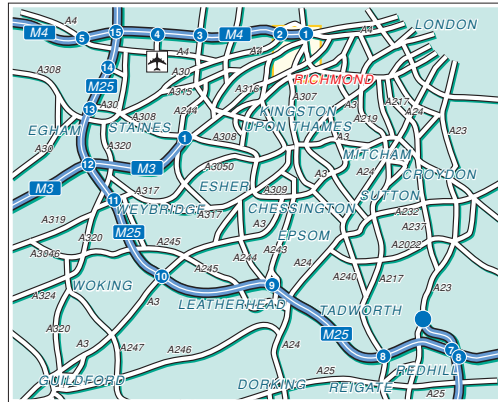 LONDON
A4
M4
5
15
4
3
M4
2
1
A4
A4
A4
14
A30
RICHMOND
A308
M25
A315
A316
A307
A217
A24
A30
A244
KINGSTON
UPON THAMES
13
A308
A219
A23
EGHAM
STAINES
1
A308
A3
A320
MITCHAM
A30
12
M3
A3050
A3
A24
CROYDON
M3
ESHER
A309
SUTTON
A317
11
WEYBRIDGE
A317
CHESSINGTON
A232
A319
A3
A237
M25
EPSOM
A320
A245
A243
A2022
A3046
A244
A24
A245
A240
A217
10
A23
WOKING
9
A324
A3
LEATHERHEAD
TADWORTH
M25
A320
A247
A246
A24
8
7
8
REDHILL
GUILDFORD
DORKING
A25
REIGATE
A25